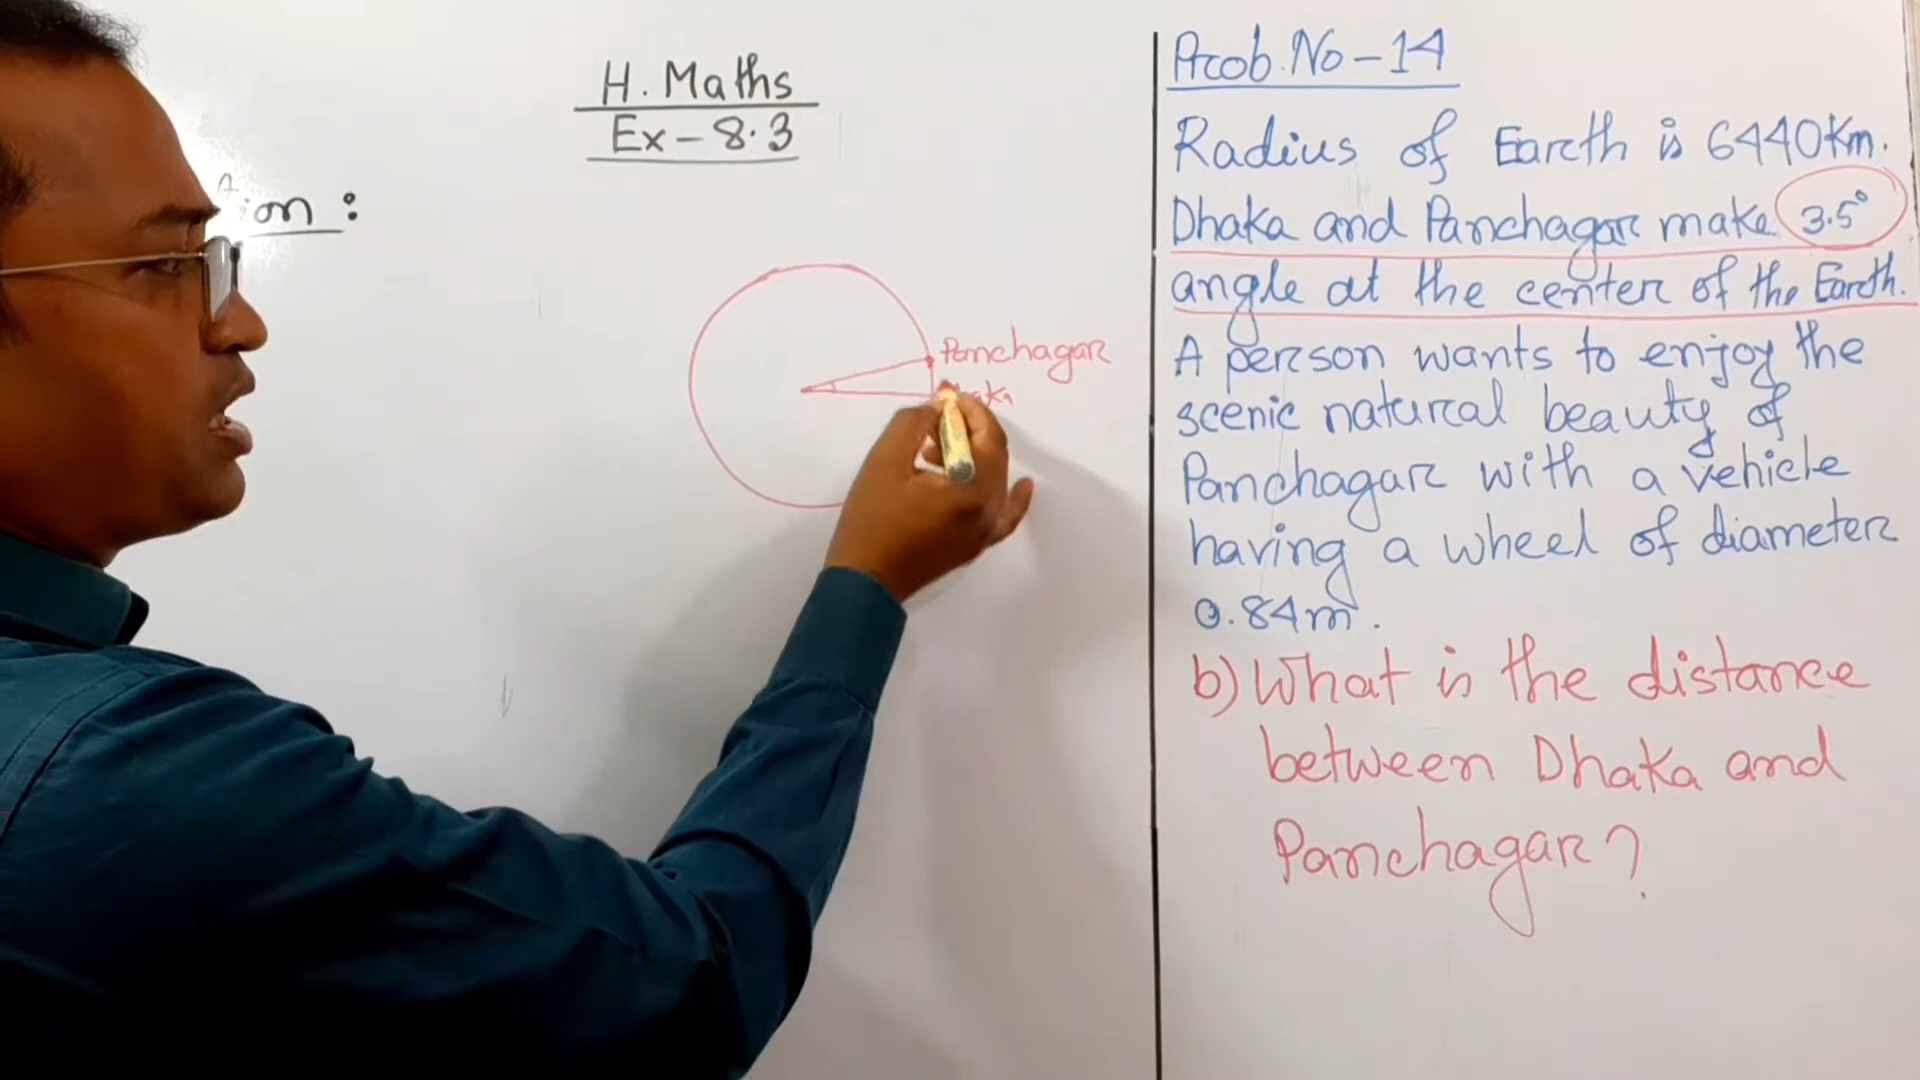 H. Maths
Ex - 8.3
ion :
Panchagar
Prob. No - 14
Radius of Earth is 6440 Km.
Dhaka and Panchagar make 3.5°
angle at the center of the Earth.
A person wants to enjoy the
scenic natural beauty of
Panchagar with a vehicle
having a wheel of diameter
0.84m.
b) What is the distance
between Dhaka and
Panchagar?